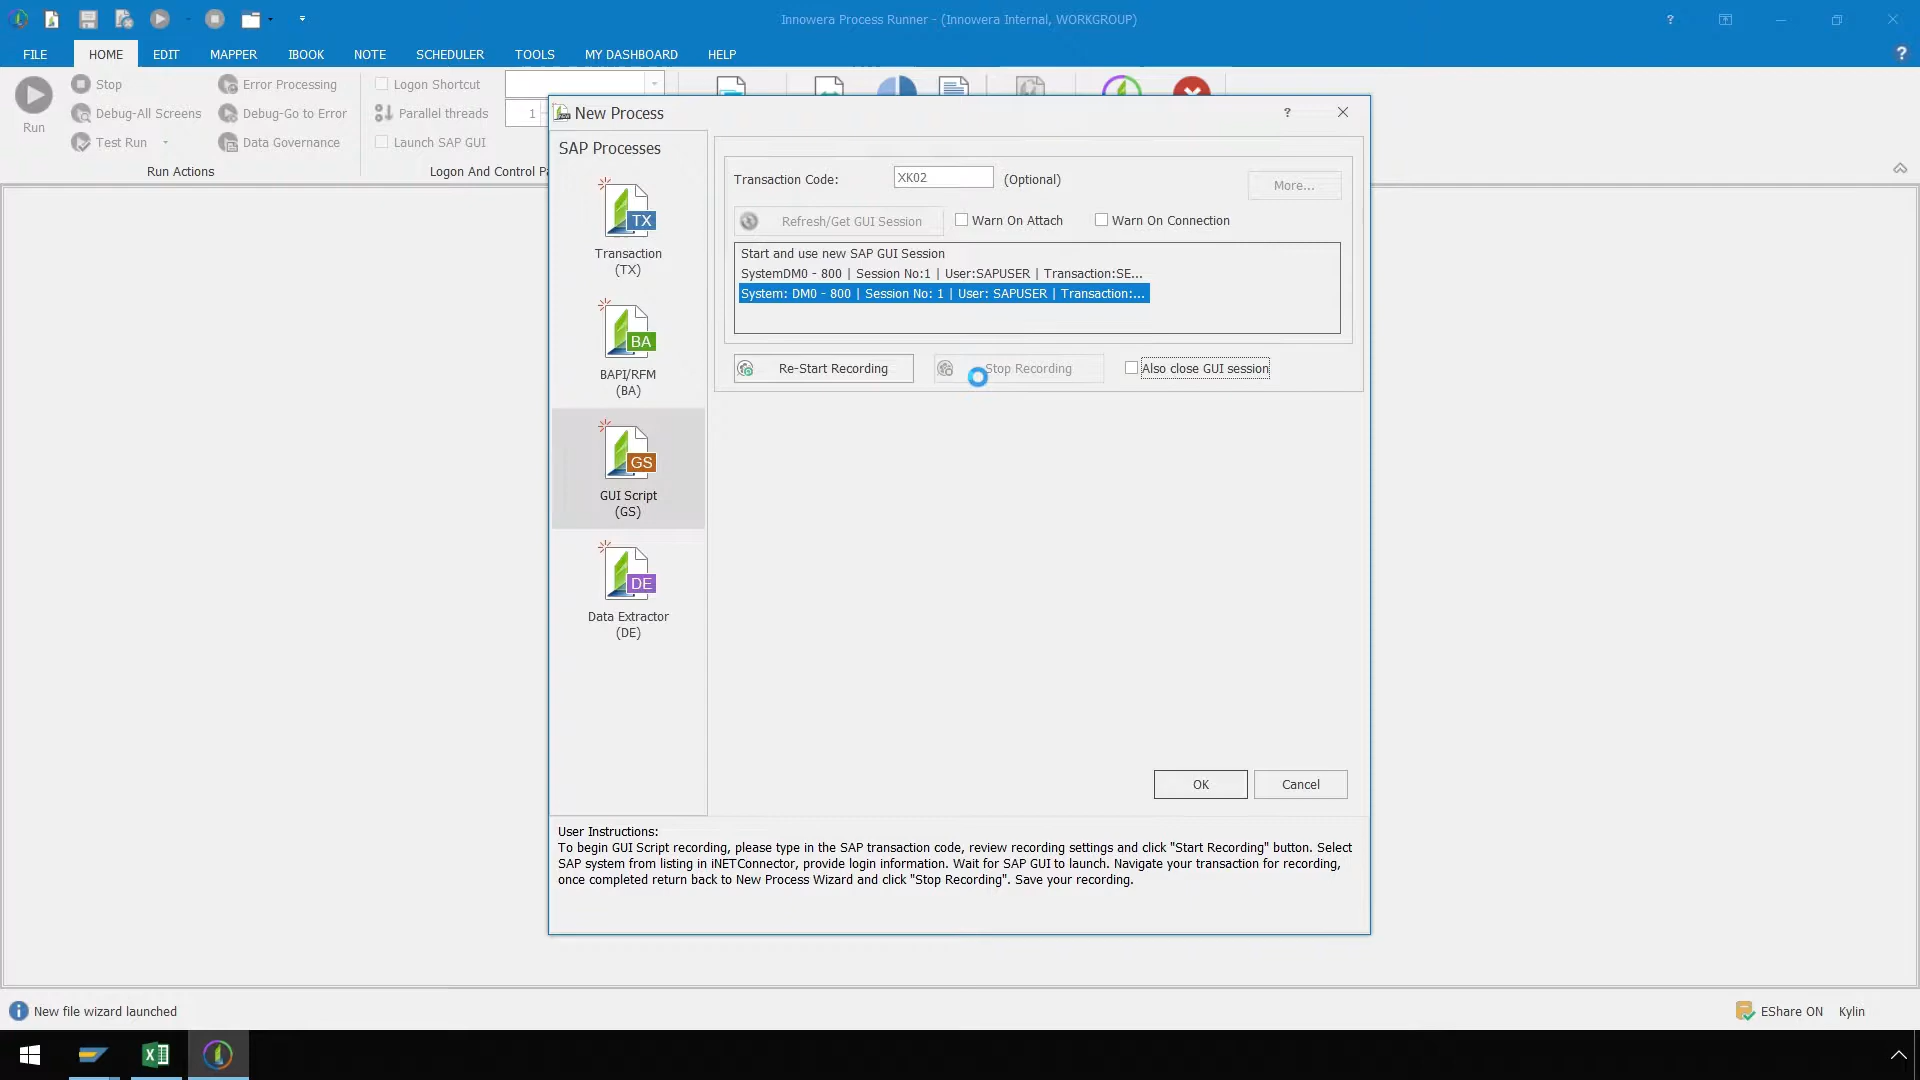 Innowera Process Runner - (Innowera Internal, WORKGROUP)
?
FILE HOME EDIT MAPPER IBOOK NOTE SCHEDULER TOOLS MY DASHBOARD HELP
?
Stop Error Processing Logon Shortcut
Debug-All Screens Debug-Go to Error Parallel threads 1
Run
Test Run Data Governance Launch SAP GUI
Run Actions Logon And Control Pa
New Process ?
SAP Processes
TX
Transaction
(TX)
BA
BAPI/RFM
(BA)
GS
GUI Script
(GS)
DE
Data Extractor
(DE)
Transaction Code: XK02 (Optional) More...
Refresh/Get GUI Session Warn On Attach Warn On Connection
Start and use new SAP GUI Session
SystemDM0 - 800 | Session No:1 | User:SAPUSER | Transaction:SE...
System: DM0 - 800 | Session No: 1 | User: SAPUSER | Transaction:...
Re-Start Recording Stop Recording Also close GUI session
OK Cancel
User Instructions:
To begin GUI Script recording, please type in the SAP transaction code, review recording settings and click "Start Recording" button. Select
SAP system from listing in iNETConnector, provide login information. Wait for SAP GUI to launch. Navigate your transaction for recording,
once completed return back to New Process Wizard and click "Stop Recording". Save your recording.
New file wizard launched EShare ON Kylin